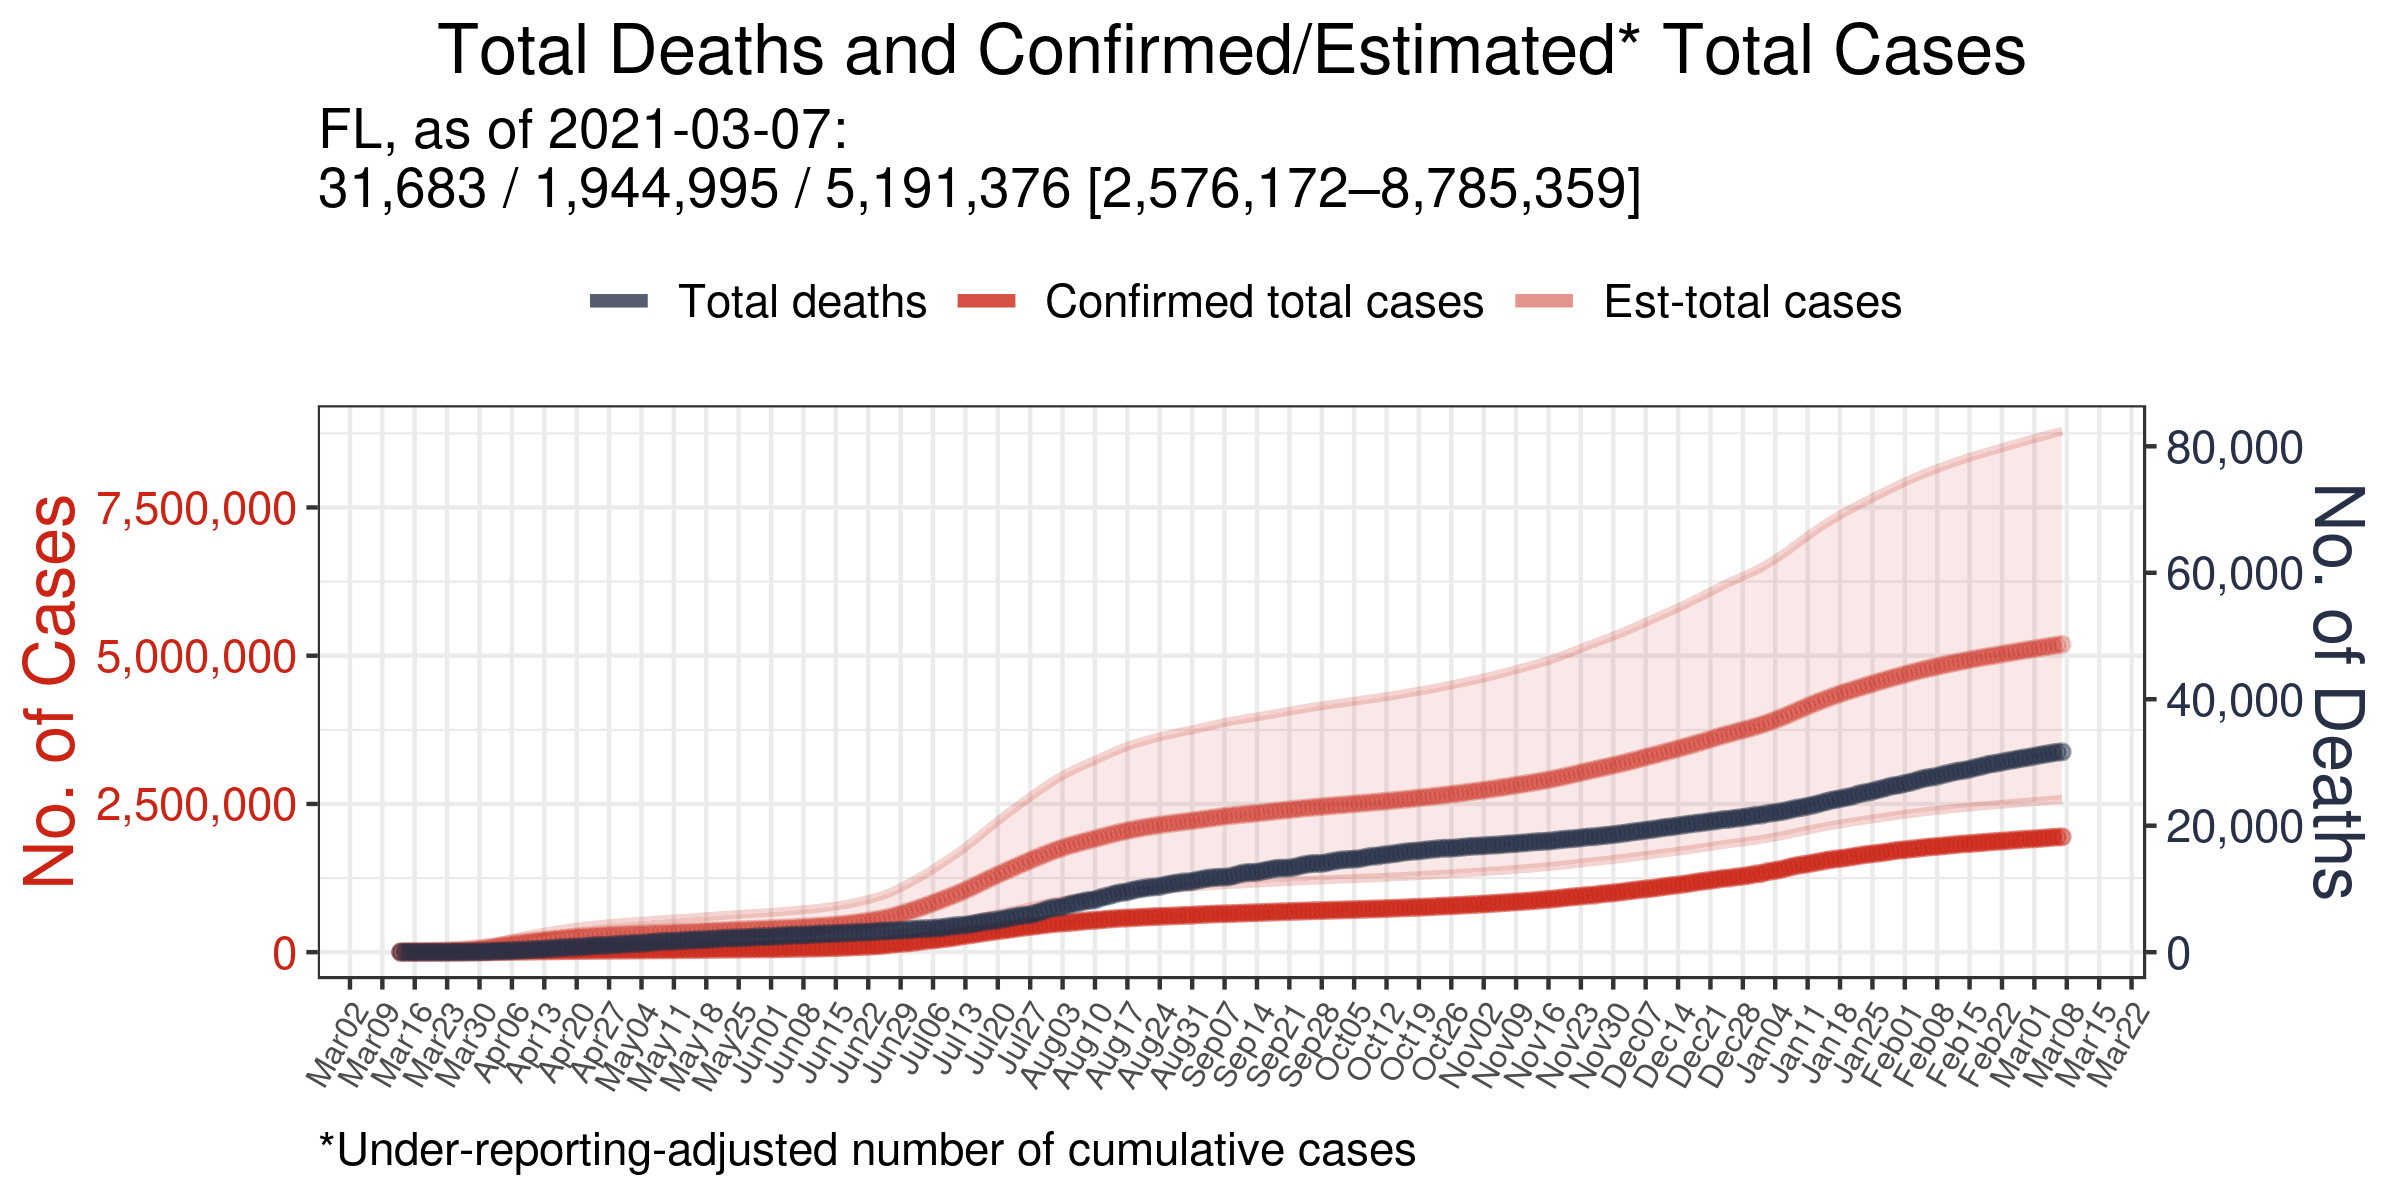 Total Deaths and Confirmed/Estimated* Total Cases
FL, as of 2021-03-07:
31,683 / 1,944,995 / 5,191,376 [2,576,172–8,785,359]
Total deaths
Confirmed total cases
Est-total cases
No. of Cases
7,500,000
5,000,000
2,500,000
0
80,000
60,000
40,000
20,000
0
No. of Deaths
Mar02
Mar09
Mar16
Mar23
Mar30
Apr06
Apr13
Apr20
Apr27
May04
May11
May18
May25
Jun01
Jun08
Jun15
Jun22
Jun29
Jul06
Jul13
Jul20
Jul27
Aug03
Aug10
Aug17
Aug24
Aug31
Sep07
Sep14
Sep21
Sep28
Oct05
Oct12
Oct19
Oct26
Nov02
Nov09
Nov16
Nov23
Nov30
Dec07
Dec14
Dec21
Dec28
Jan04
Jan11
Jan18
Jan25
Feb01
Feb08
Feb15
Feb22
Mar01
Mar08
Mar15
Mar22
*Under-reporting-adjusted number of cumulative cases